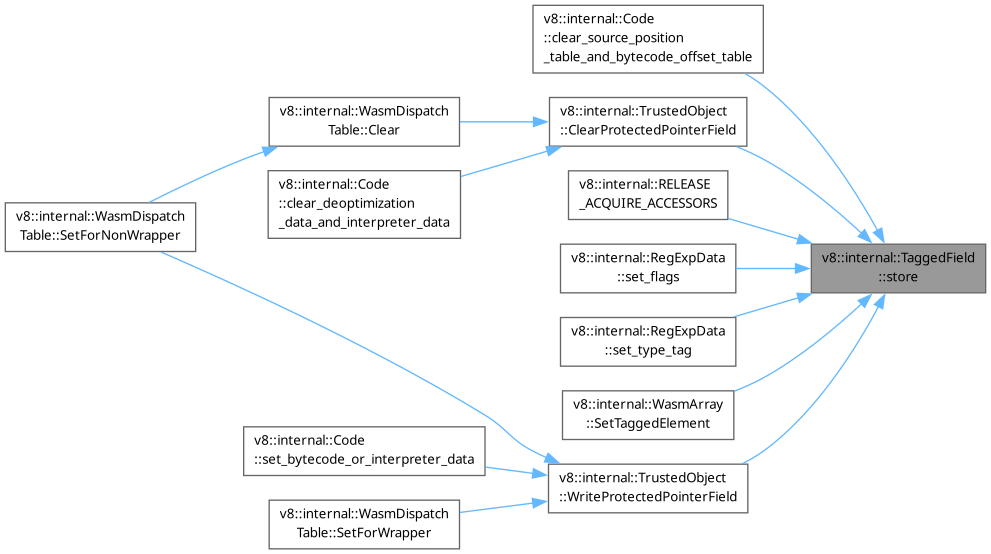 v8::internal::Code
::clear_source_position
_table_and_bytecode_offset_table
v8::internal::WasmDispatch
Table::Clear
v8::internal::TrustedObject
::ClearProtectedPointerField
v8::internal::Code
::clear_deoptimization
_data_and_interpreter_data
v8::internal::RELEASE
_ACQUIRE_ACCESSORS
v8::internal::WasmDispatch
Table::SetForNonWrapper
v8::internal::RegExpData
::set_flags
v8::internal::TaggedField
::store
v8::internal::RegExpData
::set_type_tag
v8::internal::WasmArray
::SetTaggedElement
v8::internal::Code
::set_bytecode_or_interpreter_data
v8::internal::TrustedObject
::WriteProtectedPointerField
v8::internal::WasmDispatch
Table::SetForWrapper